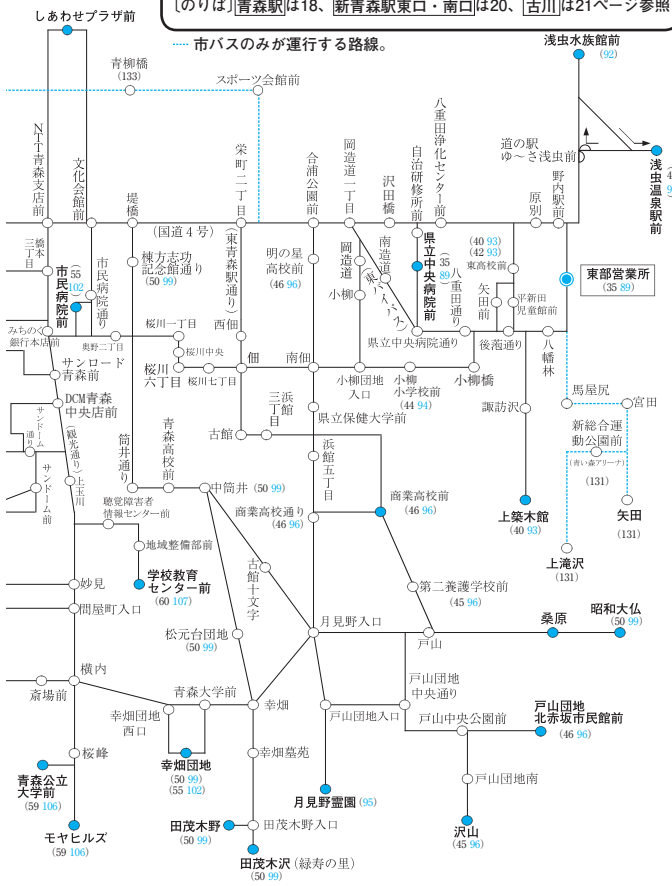 〔のりば〕青森駅は18、新青森駅東口・南口は20、古川は21ページ参照
しあわせプラザ前
市バスのみが運行する路線。
浅虫水族館前
(92)
青柳橋
(133)
スポーツ会館前
道の駅
ゆ〜さ浅虫前
浅虫温泉駅前
NTT青森支店前
文化会館前
堤橋
栄町二丁目
合浦公園前
岡造道一丁目
沢田橋
自治研修所前
八重田浄化センター前
原別
野内駅前
(国道4号)
橋本
三丁目
市民病院前
(55
102)
市民病院通り
棟方志功
記念館通り
(50 99)
(東青森駅通り)
明の星
高校前
(46 96)
岡造道
南造道
(東バイパス)
小柳
県立中央病院前
(35
89)
八重田通り
(40 93)
(42 93)
東高校前
矢田前
平新田
児童館前
東部営業所
(35 89)
みちのく
銀行本店前
奥野二丁目
桜川一丁目
西佃
県立中央病院通り
後萢通り
八幡林
桜川中央
サンロード
青森前
桜川
六丁目
桜川七丁目
佃
南佃
小柳団地
入口
小柳
小学校前
(44 94)
小柳橋
DCM青森
中央店前
三丁目
浜館
県立保健大学前
諏訪沢
馬屋尻
宮田
サンドーム
通り
(観光通り)
筒井通り
青森高校前
古館
浜館五丁目
新総合運
動公園前
(青い森アリーナ)
(131)
サンドーム前
上玉川
中筒井 (50 99)
商業高校前
(46 96)
商業高校通り
(46 96)
上築木館
(40 93)
矢田
(131)
聴覚障害者
情報センター前
地域整備部前
上滝沢
(131)
古館十文字
妙見
学校教育
センター前
(60 107)
第二養護学校前
(45 96)
問屋町入口
松元台団地
(50 99)
月見野入口
戸山
桑原
昭和大仏
(50 99)
横内
斎場前
青森大学前
幸畑
戸山団地
中央通り
幸畑団地
西口
戸山団地入口
戸山中央公園前
戸山団地
北赤坂市民館前
(46 96)
桜峰
幸畑団地
(50 99)
(55 102)
幸畑墓苑
青森公立
大学前
(59 106)
月見野霊園 (95)
戸山団地南
モヤヒルズ
(59 106)
田茂木野
(50 99)
田茂木野入口
沢山
(45 96)
田茂木沢 (緑寿の里)
(50 99)